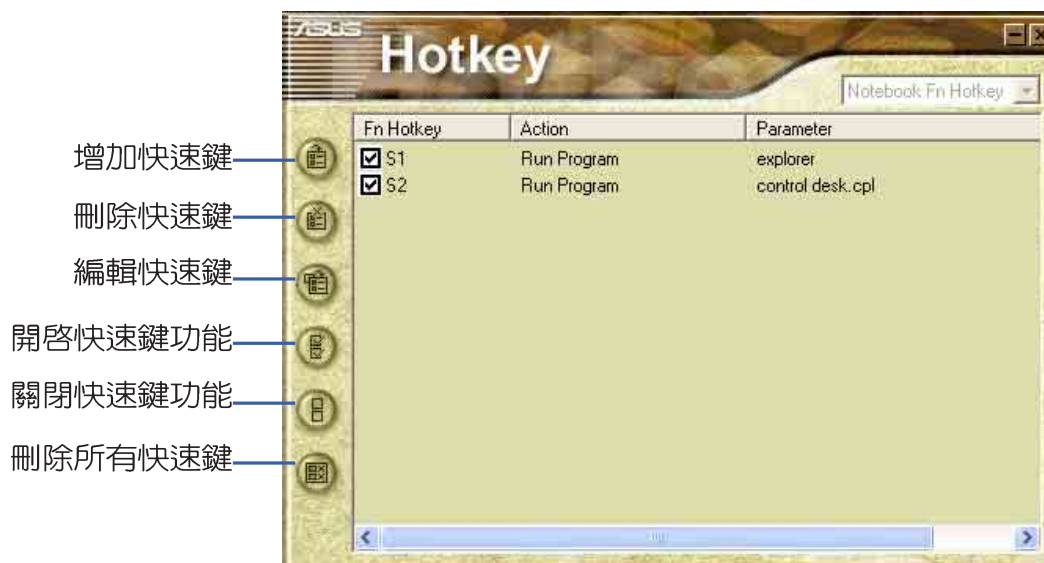 ASUS
Hotkey
Notebook Fn Hotkey
Fn Hotkey Action Parameter
S1 Run Program explorer
S2 Run Program control desk.cpl
增加快速鍵
刪除快速鍵
編輯快速鍵
開啓快速鍵功能
關閉快速鍵功能
刪除所有快速鍵